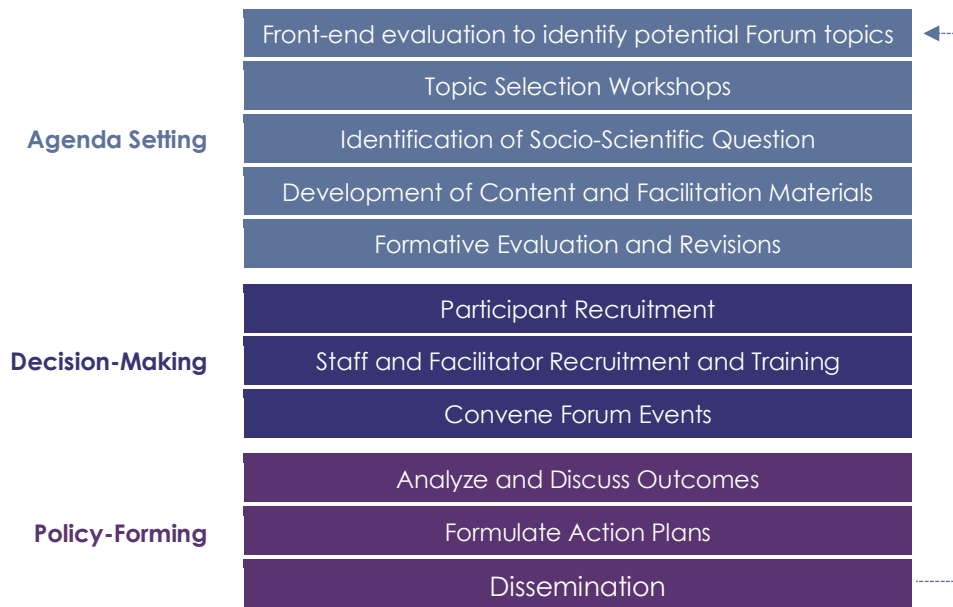 Front-end evaluation to identify potential Forum topics
Topic Selection Workshops
Agenda Setting
Identification of Socio-Scientific Question
Development of Content and Facilitation Materials
Formative Evaluation and Revisions
Participant Recruitment
Decision-Making
Staff and Facilitator Recruitment and Training
Convene Forum Events
Analyze and Discuss Outcomes
Policy-Forming
Formulate Action Plans
Dissemination